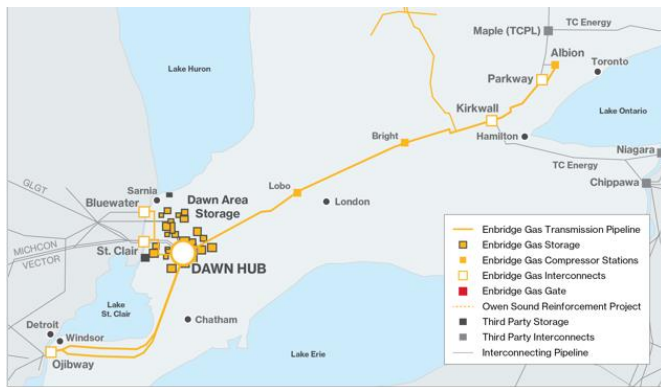 TC Energy
Maple (TCPL)
Albion
Toronto
Lake Huron
Parkway
Kirkwall
Lake Ontario
Bright
Hamilton
Niagara
TC Energy
Chippawa
GLGT
Sarnia
Dawn Area
Storage
Lobo
London
Bluewater
MICHCON
St. Clair
VECTOR
DAWN HUB
Lake
St. Clair
Chatham
Detroit
Windsor
Ojibway
Lake Erie
Enbridge Gas Transmission Pipeline
Enbridge Gas Storage
Enbridge Gas Compressor Stations
Enbridge Gas Interconnects
Enbridge Gas Gate
Owen Sound Reinforcement Project
Third Party Storage
Third Party Interconnects
Interconnecting Pipeline